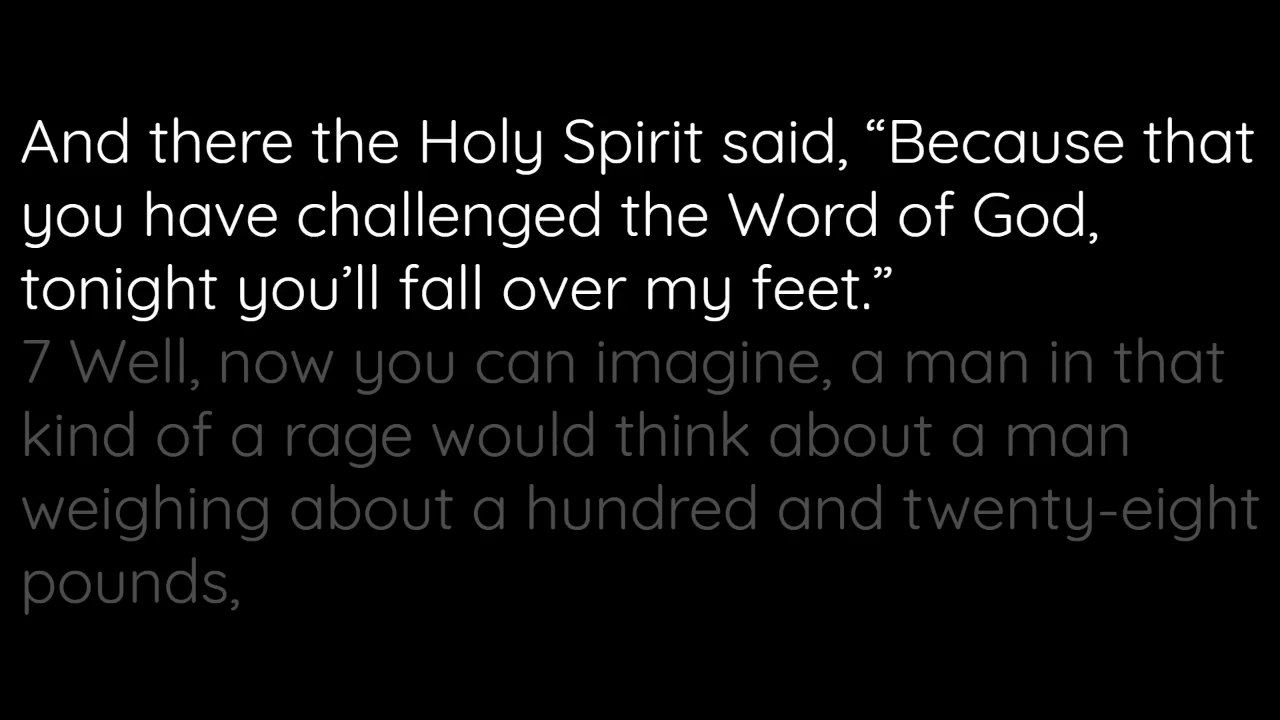 And there the Holy Spirit said, “Because that
you have challenged the Word of God,
tonight you’ll fall over my feet.”
7 Well, now you can imagine, a man in that
kind of a rage would think about a man
weighing about a hundred and twenty-eight
pounds,